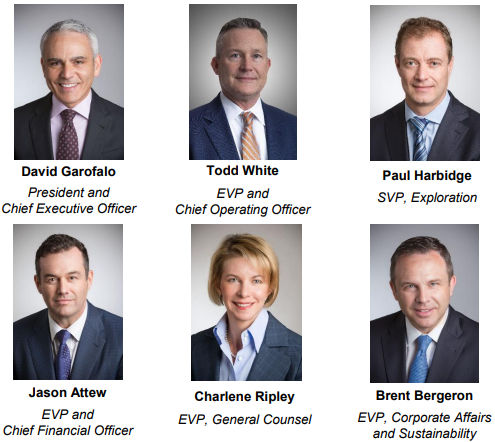 David Garofalo
President and
Chief Executive Officer
Todd White
EVP and
Chief Operating Officer
Paul Harbidge
SVP, Exploration
Jason Attew
EVP and
Chief Financial Officer
Charlene Ripley
EVP, General Counsel
Brent Bergeron
EVP, Corporate Affairs
and Sustainability